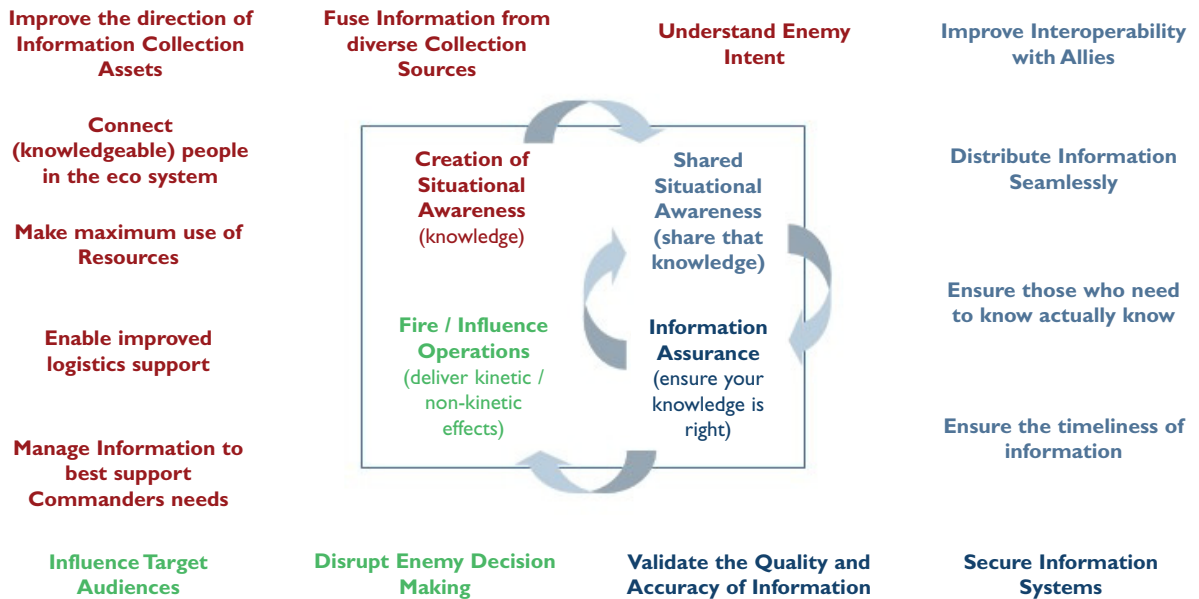 Improve the direction of
Information Collection
Assets
Fuse Information from
diverse Collection
Sources
Understand Enemy
Intent
Improve Interoperability
with Allies
Connect
(knowledgeable) people
in the eco system
Make maximum use of
Resources
Enable improved
logistics support
Manage Information to
best support
Commanders needs
Creation of
Situational
Awareness
(knowledge)
Shared
Situational
Awareness
(share that
knowledge)
Fire / Influence
Operations
(deliver kinetic /
non-kinetic
effects)
Information
Assurance
(ensure your
knowledge is
right)
Distribute Information
Seamlessly
Ensure those who need
to know actually know
Ensure the timeliness of
information
Influence Target
Audiences
Disrupt Enemy Decision
Making
Validate the Quality and
Accuracy of Information
Secure Information
Systems